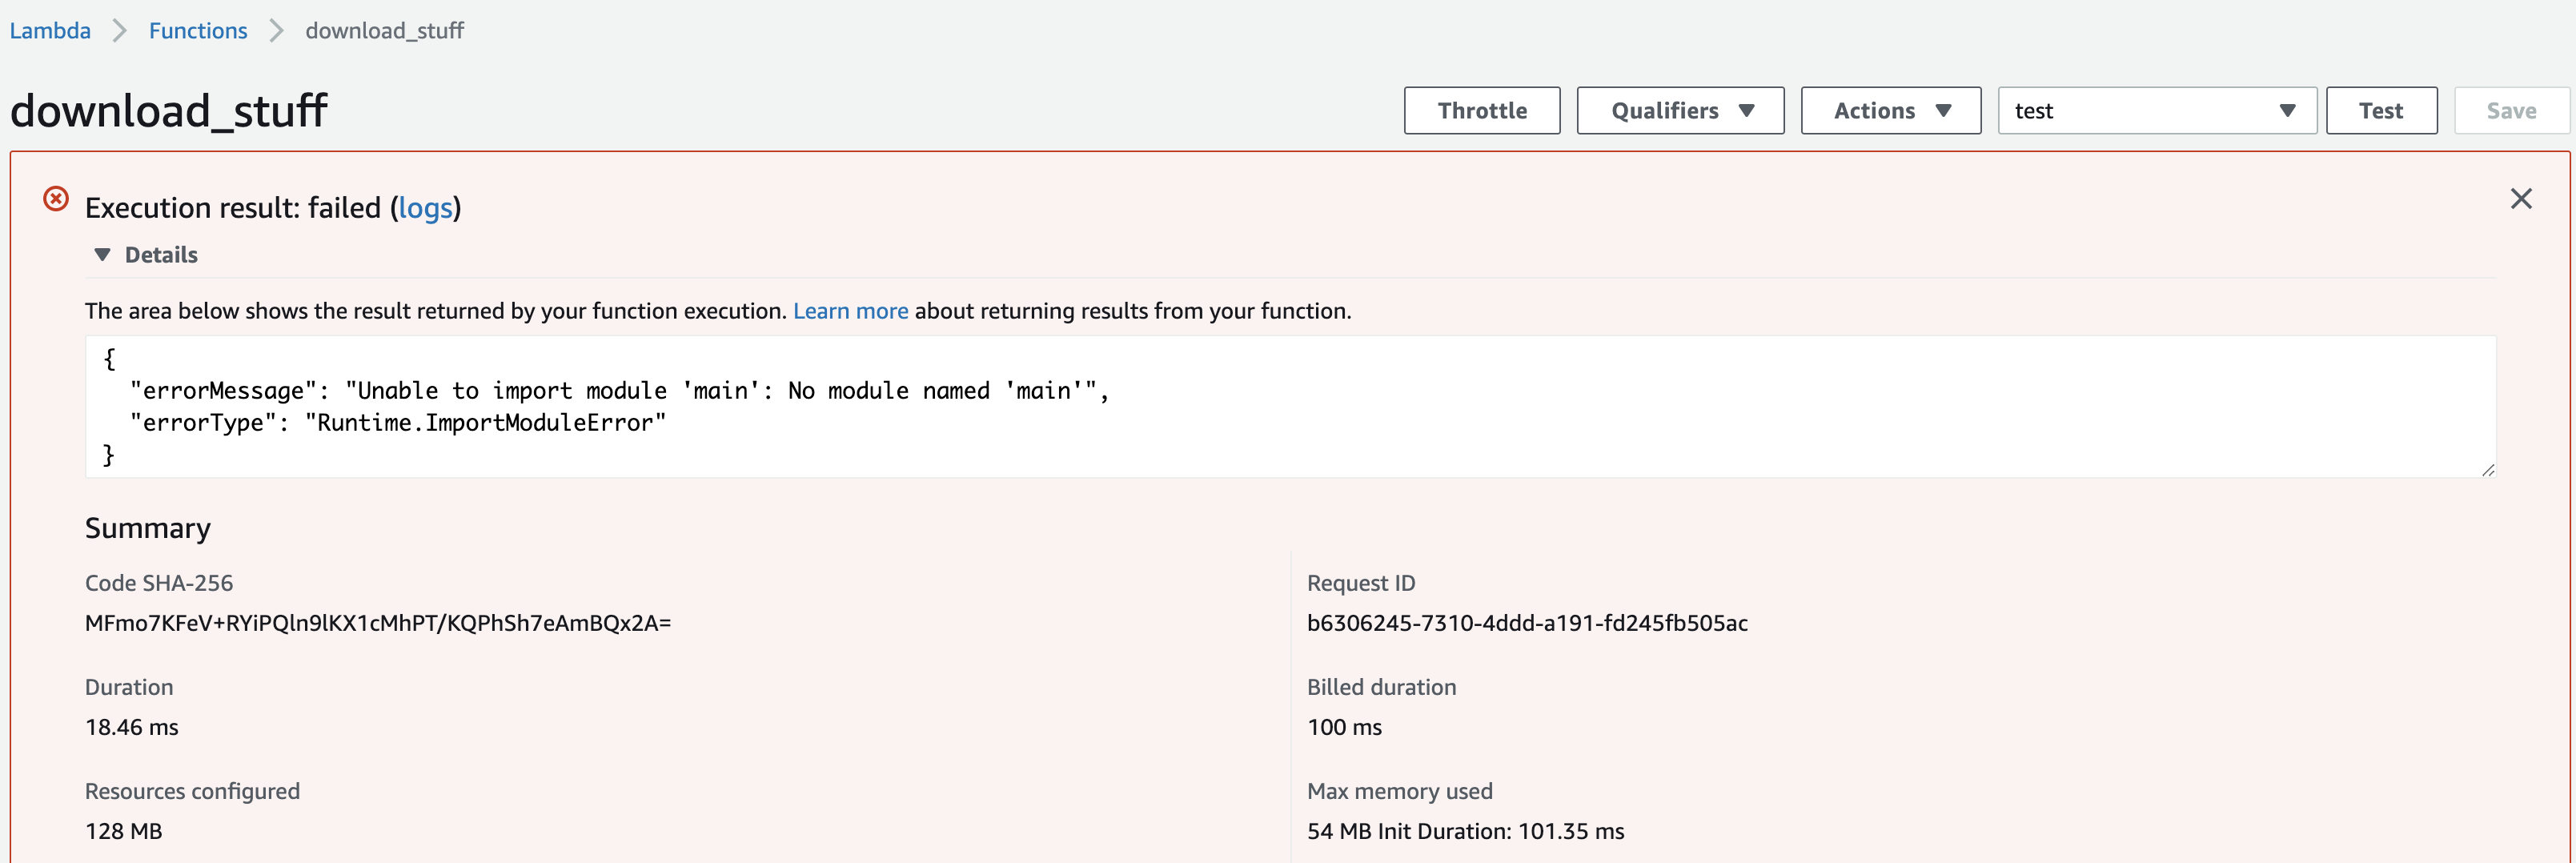 Lambda > Functions > download_stuff
download_stuff
Throttle Qualifiers Actions test Test Save
Execution result: failed (logs)
Details
The area below shows the result returned by your function execution. Learn more about returning results from your function.
{
"errorMessage": "Unable to import module 'main': No module named 'main'",
"errorType": "Runtime.ImportModuleError"
}
Summary
Code SHA-256
MFmo7KFeV+RYiPQln9lKX1cMhPT/KQPhSh7eAmBQx2A=
Request ID
b6306245-7310-4ddd-a191-fd245fb505ac
Duration
18.46 ms
Billed duration
100 ms
Resources configured
128 MB
Max memory used
54 MB Init Duration: 101.35 ms